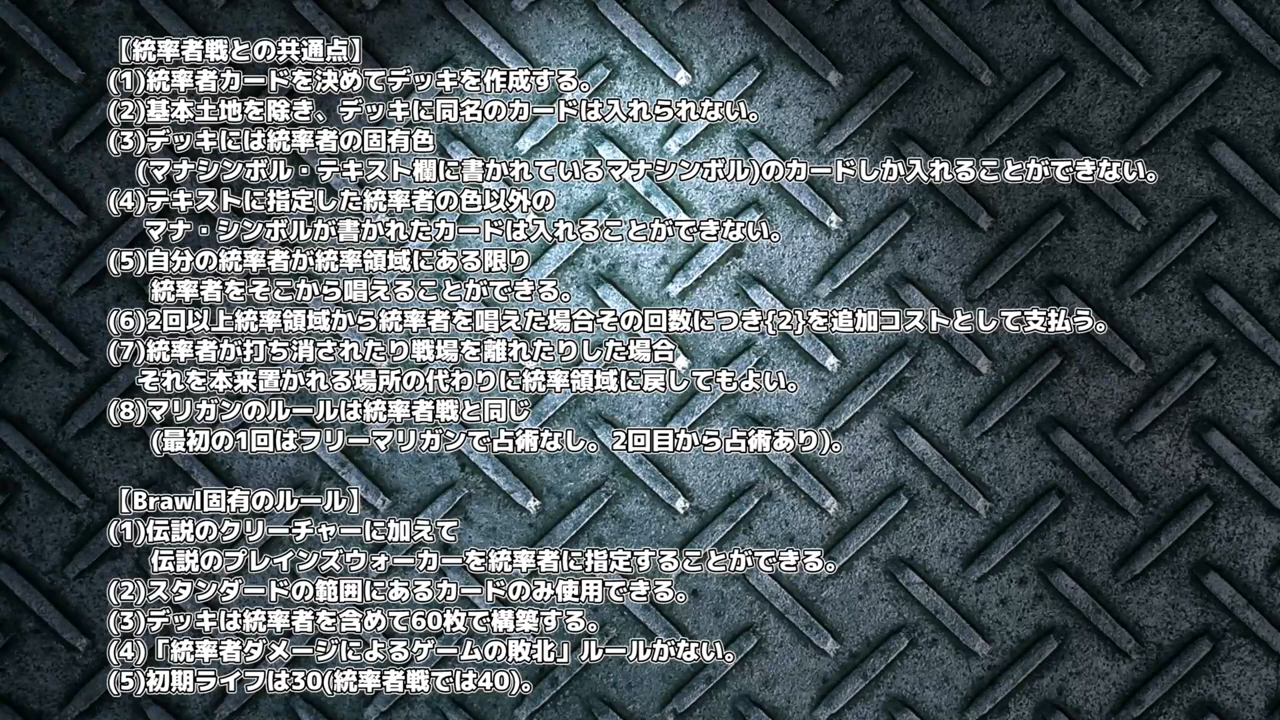 【統率者戦との共通点】
(1)統率者カードを決めてデッキを作成する。
(2)基本土地を除き、デッキに同名のカードは入れられない。
(3)デッキには統率者の固有色
(マナシンボル・テキスト欄に書かれているマナシンボル)のカードしか入れることができない。
(4)テキストに指定した統率者の色以外の
マナ・シンボルが書かれたカードは入れることができない。
(5)自分の統率者が統率領域にある限り
統率者をそこから唱えることができる。
(6)2回以上統率領域から統率者を唱えた場合その回数につき{2}を追加コストとして支払う。
(7)統率者が打ち消されたり戦場を離れたりした場合、
それを本来置かれる場所の代わりに統率領域に戻してもよい。
(8)マリガンのルールは統率者戦と同じ
(最初の1回はフリーマリガンで占術なし。2回目から占術あり)。
【Brawl固有のルール】
(1)伝説のクリーチャーに加えて
伝説のプレインズウォーカーを統率者に指定することができる。
(2)スタンダードの範囲にあるカードのみ使用できる。
(3)デッキは統率者を含めて60枚で構築する。
(4)「統率者ダメージによるゲームの敗北」ルールがない。
(5)初期ライフは30(統率者戦では40)。